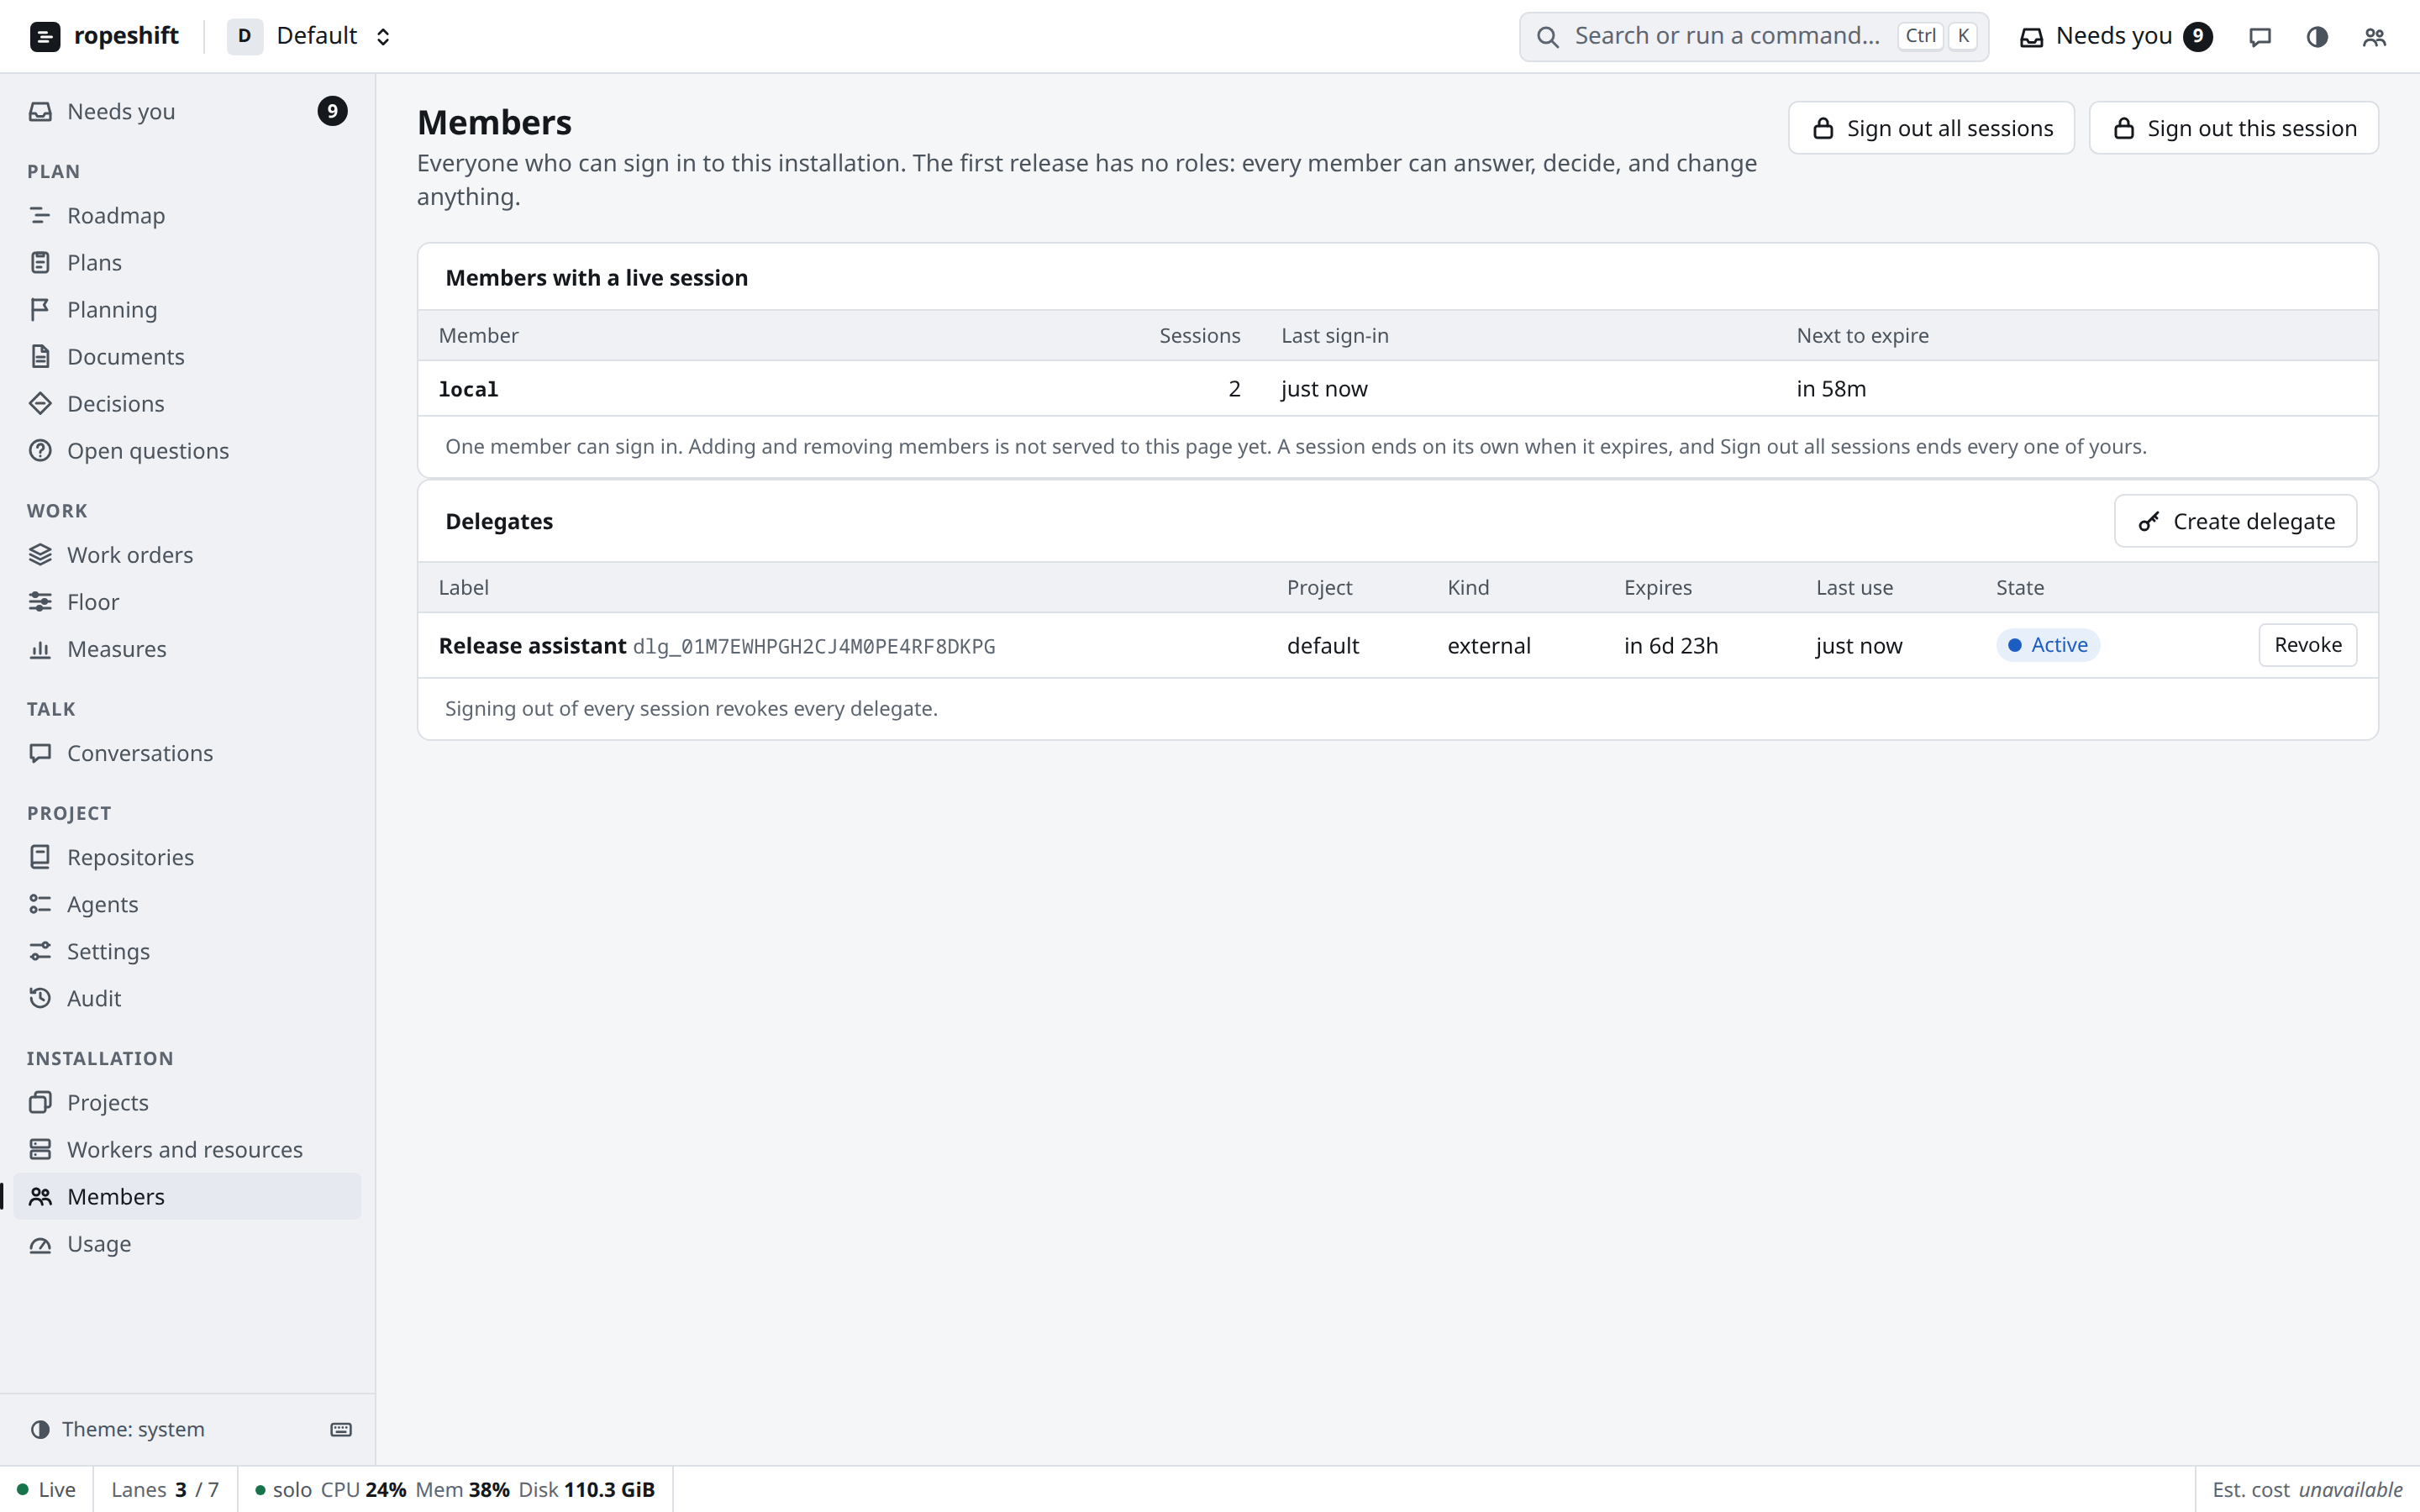 ropeshift
D Default
Search or run a command... Ctrl K
Needs you 9
Needs you 9
PLAN
Roadmap
Plans
Planning
Documents
Decisions
Open questions
WORK
Work orders
Floor
Measures
TALK
Conversations
PROJECT
Repositories
Agents
Settings
Audit
INSTALLATION
Projects
Workers and resources
Members
Usage
Theme: system
Members
Sign out all sessions
Sign out this session
Everyone who can sign in to this installation. The first release has no roles: every member can answer, decide, and change
anything.
Members with a live session
Member Sessions Last sign-in Next to expire
local 2 just now in 58m
One member can sign in. Adding and removing members is not served to this page yet. A session ends on its own when it expires, and Sign out all sessions ends every one of yours.
Delegates
Create delegate
Label Project Kind Expires Last use State
Release assistant dlg_01M7EWHPGH2CJ4M0PE4RF8DKPG default external in 6d 23h just now Active Revoke
Signing out of every session revokes every delegate.
Live
Lanes 3 / 7
solo CPU 24% Mem 38% Disk 110.3 GiB
Est. cost unavailable